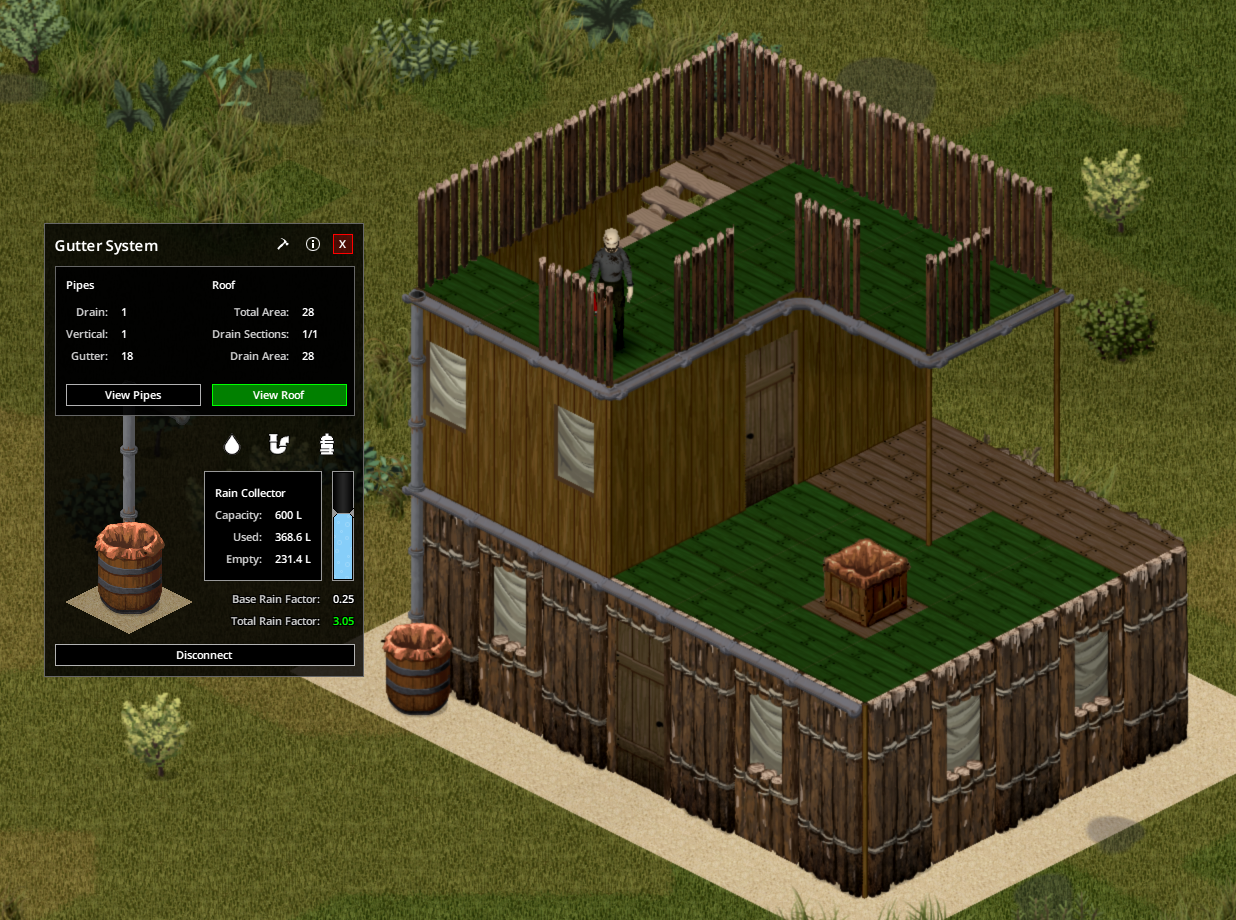 Gutter System
X
Pipes Roof
Drain: 1 Total Area: 28
Vertical: 1 Drain Sections: 1/1
Gutter: 18 Drain Area: 28
View Pipes View Roof
Rain Collector
Capacity: 600 L
Used: 368.6 L
Empty: 231.4 L
Base Rain Factor: 0.25
Total Rain Factor: 3.05
Disconnect